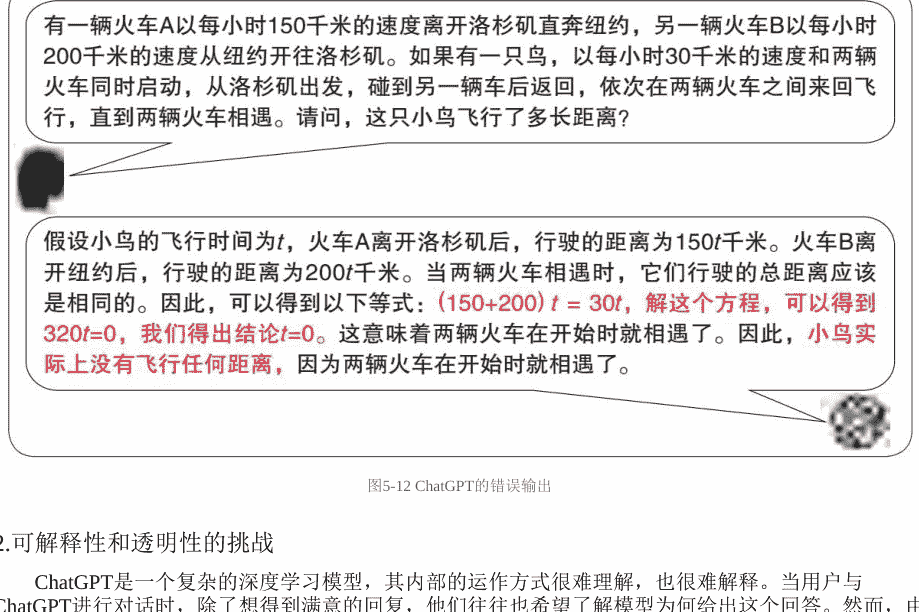 有一辆火车A以每小时150千米的速度离开洛杉矶直奔纽约，另一辆火车B以每小时
200千米的速度从纽约开往洛杉矶。如果有一只鸟，以每小时30千米的速度和两辆
火车同时启动，从洛杉矶出发，碰到另一辆车后返回，依次在两辆火车之间来回飞
行，直到两辆火车相遇。请问，这只小鸟飞行了多长距离?
假设小鸟的飞行时间为t，火车A离开洛杉矶后，行驶的距离为150t千米。火车B离
开纽约后，行驶的距离为200t千米。当两辆火车相遇时，它们行驶的总距离应该
是相同的。因此，可以得到以下等式：(150+200) t = 30t，解这个方程，可以得到
320t=0，我们得出结论t=0。这意味着两辆火车在开始时就相遇了。因此，小鸟实
际上没有飞行任何距离，因为两辆火车在开始时就相遇了。
图5-12 ChatGPT的错误输出
2.可解释性和透明性的挑战
ChatGPT是一个复杂的深度学习模型，其内部的运作方式很难理解，也很难解释。当用户与
ChatGPT进行对话时，除了想得到满意的回复，他们往往也希望了解模型为何给出这个回答。然而，由